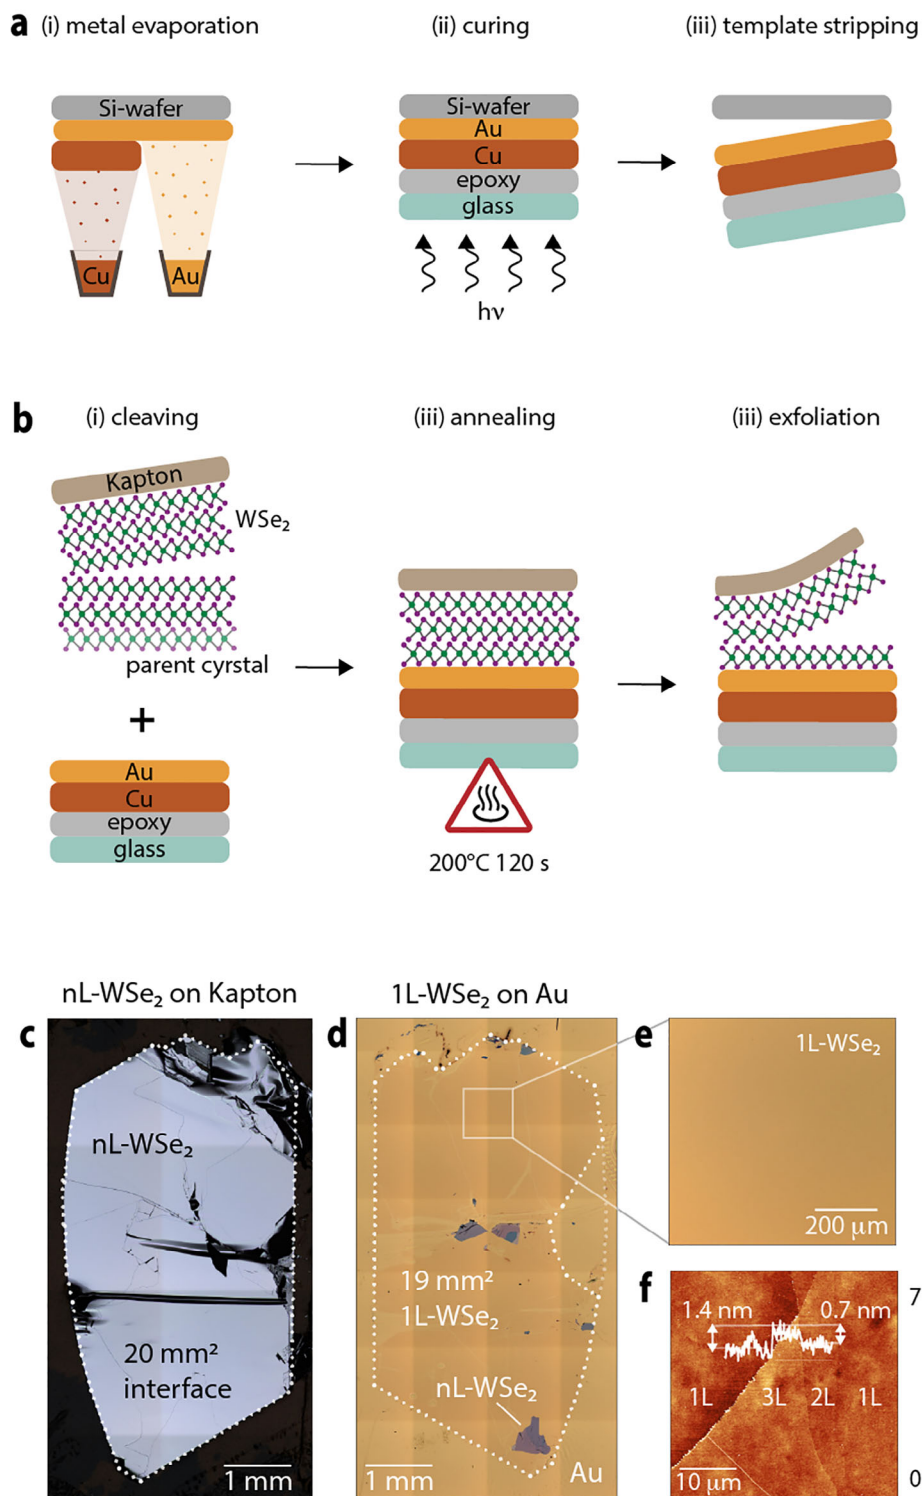 a (i) metal evaporation (ii) curing (iii) template stripping
Si-wafer
Cu
Au
Si-wafer
Au
Cu
epoxy
glass
hν
b (i) cleaving (iii) annealing (iii) exfoliation
Kapton
WSe₂
parent cyrstal
+
Au
Cu
epoxy
glass
200°C 120 s
nL-WSe₂ on Kapton
1L-WSe₂ on Au
c
nL-WSe₂
20 mm²
interface
1 mm
d
19 mm²
1L-WSe₂
nL-WSe₂
1 mm
Au
e
1L-WSe₂
200 µm
f
7
1.4 nm
0.7 nm
1L 3L 2L 1L
10 µm
0